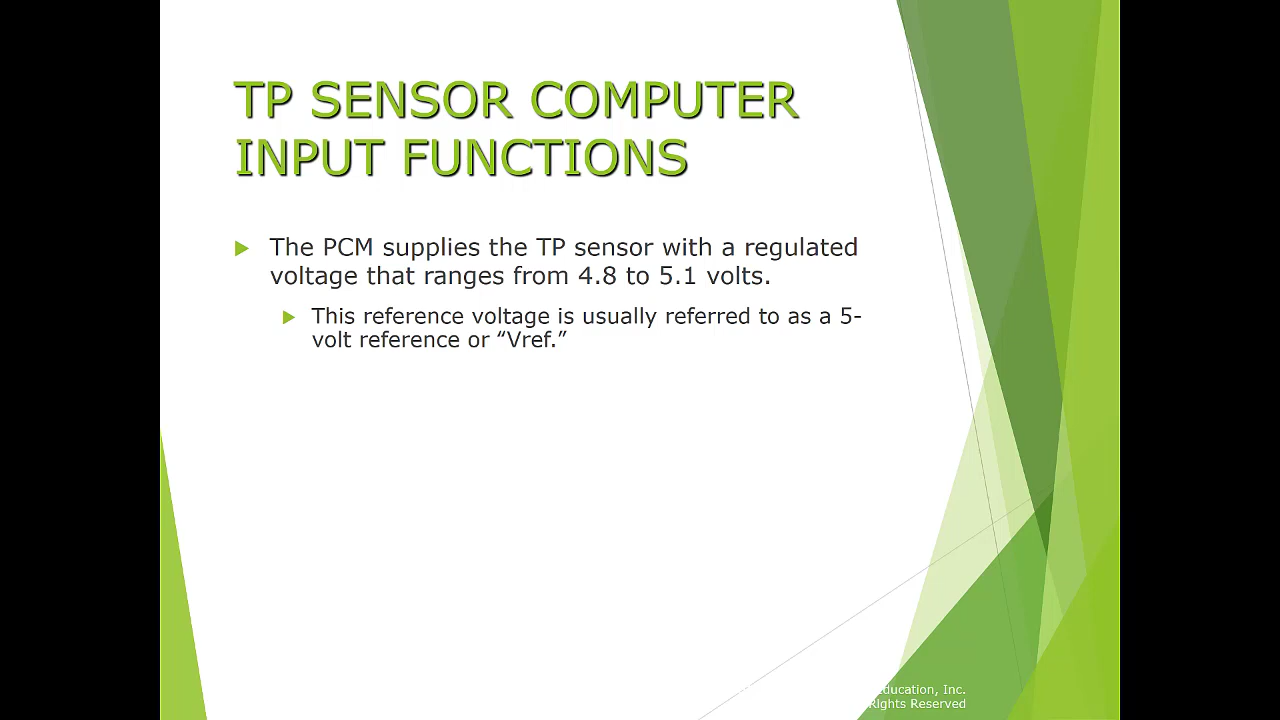 TP SENSOR COMPUTER
INPUT FUNCTIONS
The PCM supplies the TP sensor with a regulated
voltage that ranges from 4.8 to 5.1 volts.
This reference voltage is usually referred to as a 5-
volt reference or “Vref.”
Education, Inc.
Rights Reserved